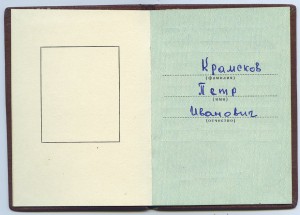 Крамсков
(фамилия)
Петр
(имя)
Иванович
(отчество)